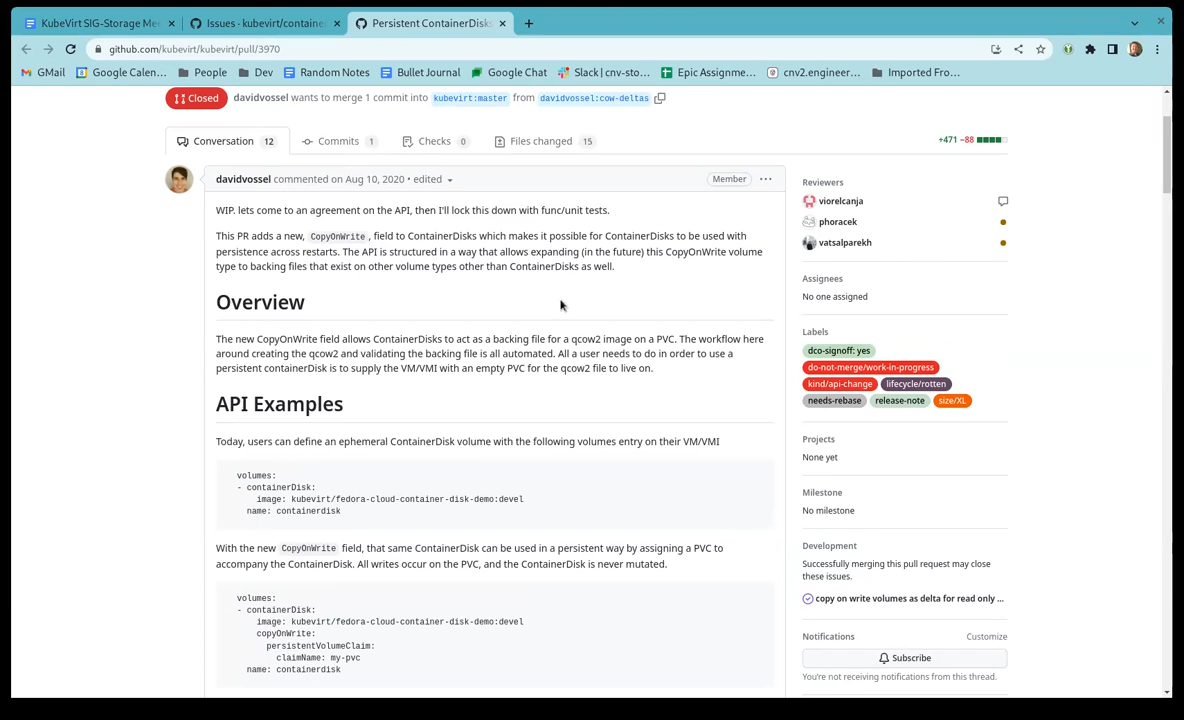 KubeVirt SIG-Storage Me
Issues · kubevirt/containe
Persistent ContainerDisks
github.com/kubevirt/kubevirt/pull/3970
GMail
Google Calen...
People
Dev
Random Notes
Bullet Journal
Google Chat
Slack | cnv-sto...
Epic Assignme...
cnv2.engineer...
Imported Fro...
Closed davidvossel wants to merge 1 commit into kubevirt:master from davidvossel:cow-deltas
Conversation 12
Commits 1
Checks 0
Files changed 15
+471 −88
davidvossel commented on Aug 10, 2020 • edited
Member
WIP. lets come to an agreement on the API, then I'll lock this down with func/unit tests.
This PR adds a new, CopyOnWrite, field to ContainerDisks which makes it possible for ContainerDisks to be used with
persistence across restarts. The API is structured in a way that allows expanding (in the future) this CopyOnWrite volume
type to backing files that exist on other volume types other than ContainerDisks as well.
Overview
The new CopyOnWrite field allows ContainerDisks to act as a backing file for a qcow2 image on a PVC. The workflow here
around creating the qcow2 and validating the backing file is all automated. All a user needs to do in order to use a
persistent containerDisk is to supply the VM/VMI with an empty PVC for the qcow2 file to live on.
API Examples
Today, users can define an ephemeral ContainerDisk volume with the following volumes entry on their VM/VMI
volumes:
- containerDisk:
image: kubevirt/fedora-cloud-container-disk-demo:devel
name: containerdisk
With the new CopyOnWrite field, that same ContainerDisk can be used in a persistent way by assigning a PVC to
accompany the ContainerDisk. All writes occur on the PVC, and the ContainerDisk is never mutated.
volumes:
- containerDisk:
image: kubevirt/fedora-cloud-container-disk-demo:devel
copyOnWrite:
persistentVolumeClaim:
claimName: my-pvc
name: containerdisk
Reviewers
viorelcanja
phoracek
vatsalparekh
Assignees
No one assigned
Labels
dco-signoff: yes
do-not-merge/work-in-progress
kind/api-change lifecycle/rotten
needs-rebase release-note size/XL
Projects
None yet
Milestone
No milestone
Development
Successfully merging this pull request may close
these issues.
copy on write volumes as delta for read only ...
Notifications Customize
Subscribe
You're not receiving notifications from this thread.